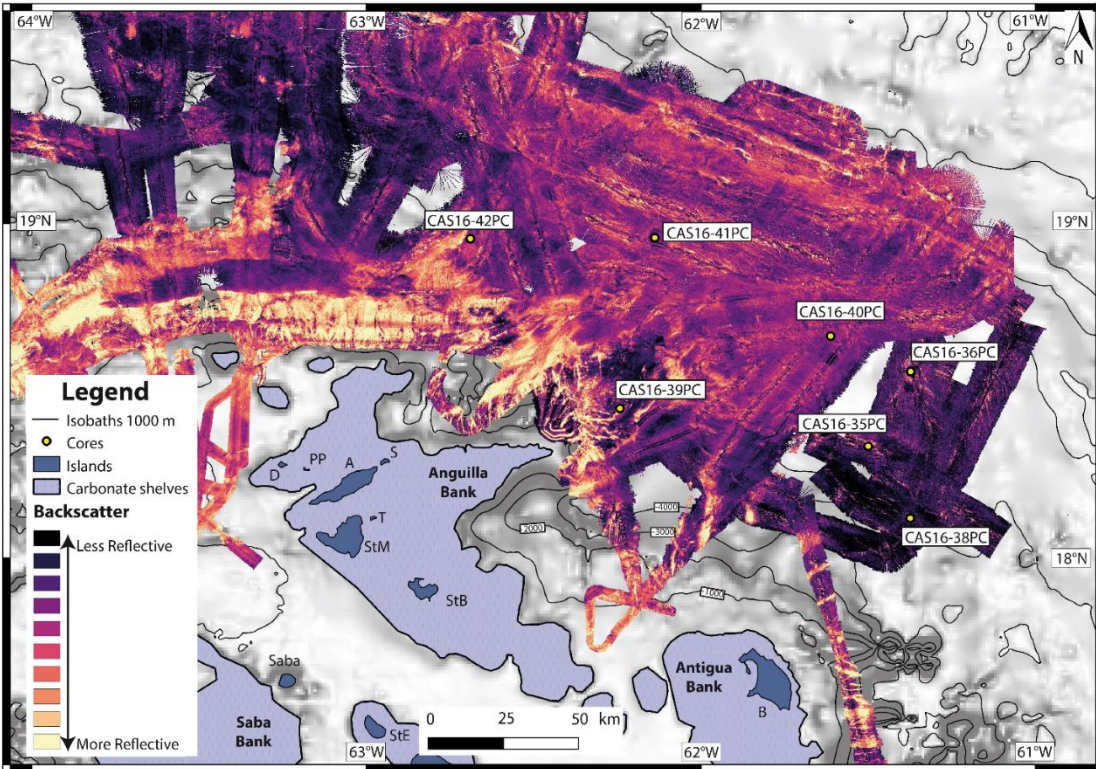 64°W
63°W
62°W
61°W
N
19°N
19°N
CAS16-42PC
CAS16-41PC
CAS16-40PC
CAS16-36PC
CAS16-39PC
CAS16-35PC
CAS16-38PC
18°N
Legend
Isobaths 1000 m
Cores
Islands
Carbonate shelves
Backscatter
Less Reflective
More Reflective
D
PP
A
S
Anguilla
Bank
T
StM
StB
-2000
-4000
-3000
-1000
Saba
Saba
Bank
StE
Antigua
Bank
B
0 25 50 km
63°W
62°W
61°W